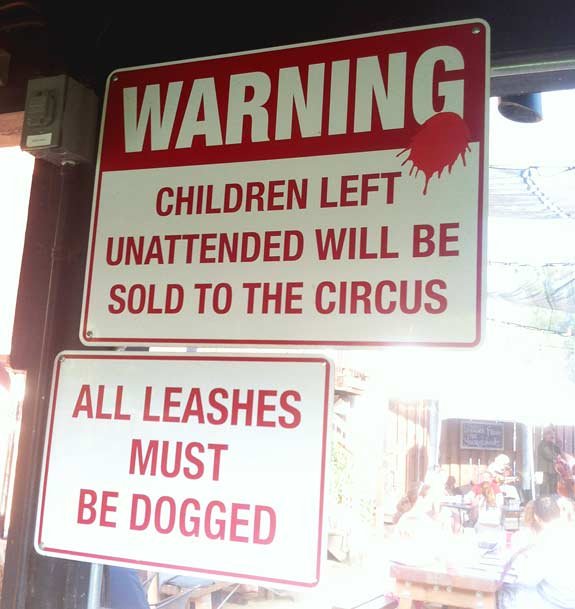 WARNING
CHILDREN LEFT
UNATTENDED WILL BE
SOLD TO THE CIRCUS
ALL LEASHES
MUST
BE DOGGED